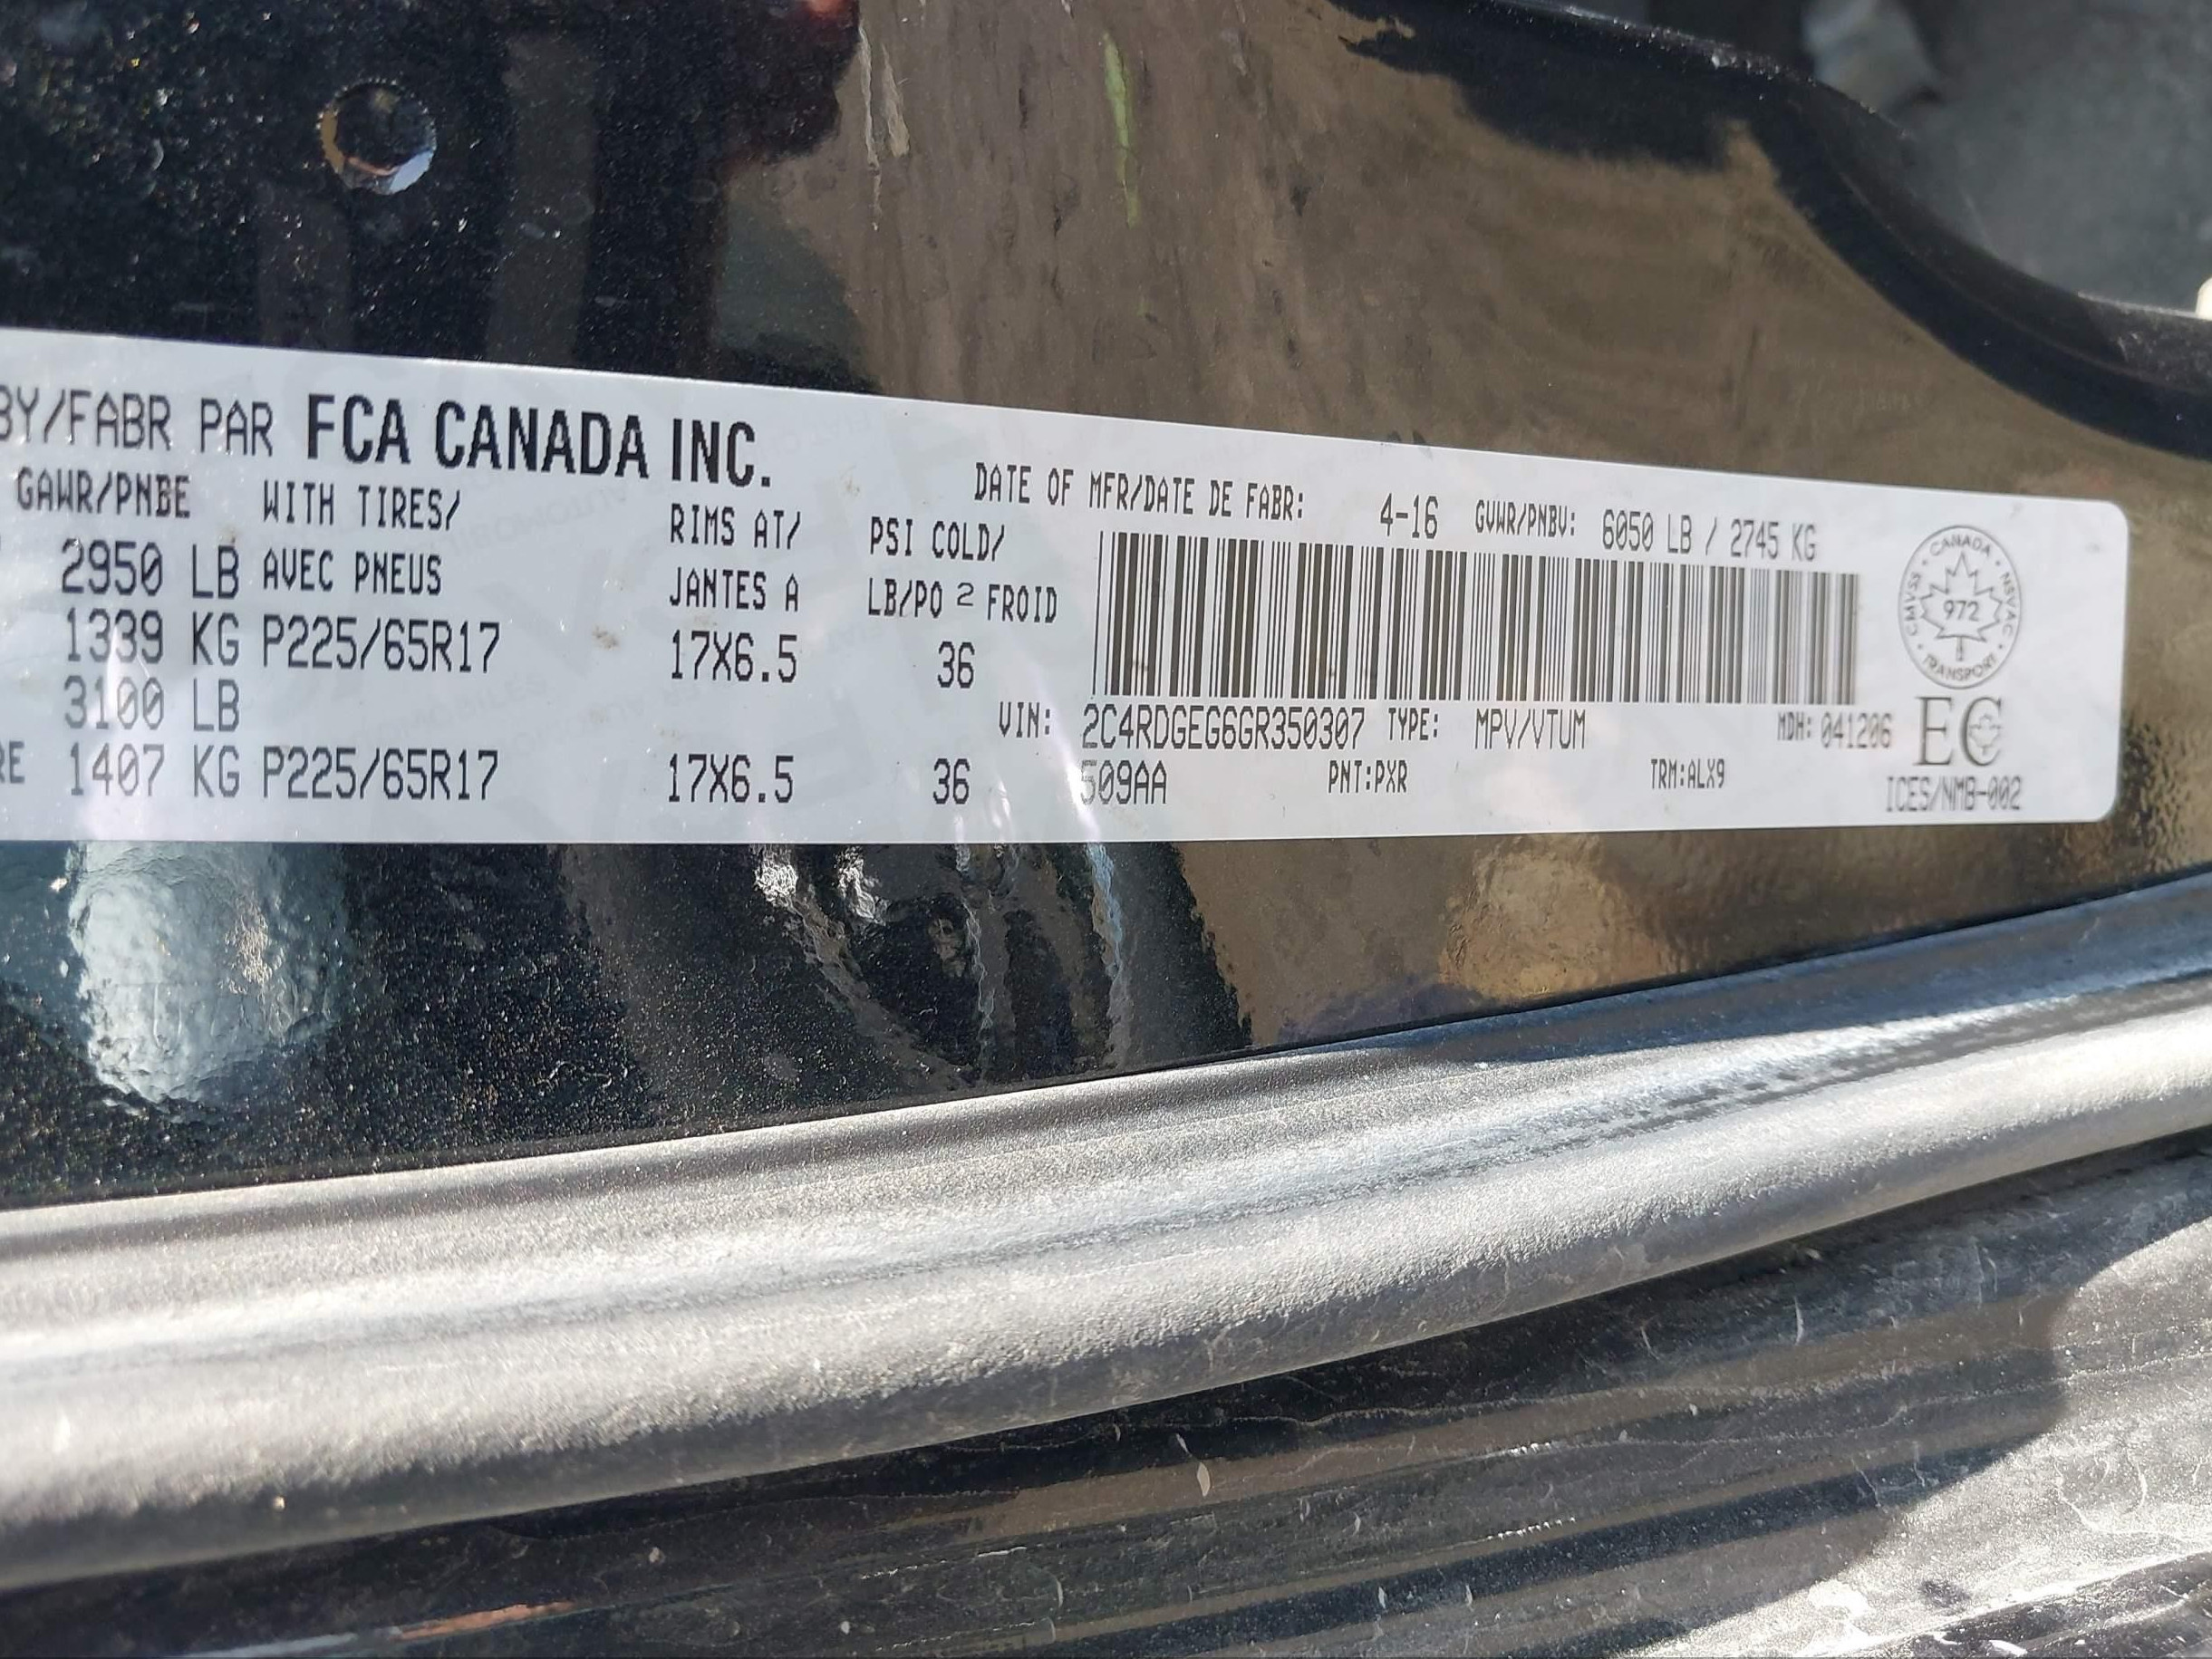 BY/FABR PAR FCA CANADA INC.
DATE OF MFR/DATE DE FABR: 4-16 GVWR/PNBV: 6050 LB / 2745 KG
GAWR/PNBE WITH TIRES/ RIMS AT/ PSI COLD/
2950 LB AVEC PNEUS JANTES A LB/PO 2 FROID
1339 KG P225/65R17 17X6.5 36
3100 LB
RE 1407 KG P225/65R17 17X6.5 36
VIN: 2C4RDGEG6GR350307 TYPE: MPV/VTUM MDH: 041206
509AA PNT:PXR TRM:ALX9
CANADA · NSVAC · TRANSPORT · CMVSS ·
972
EC
ICES/NMB-002